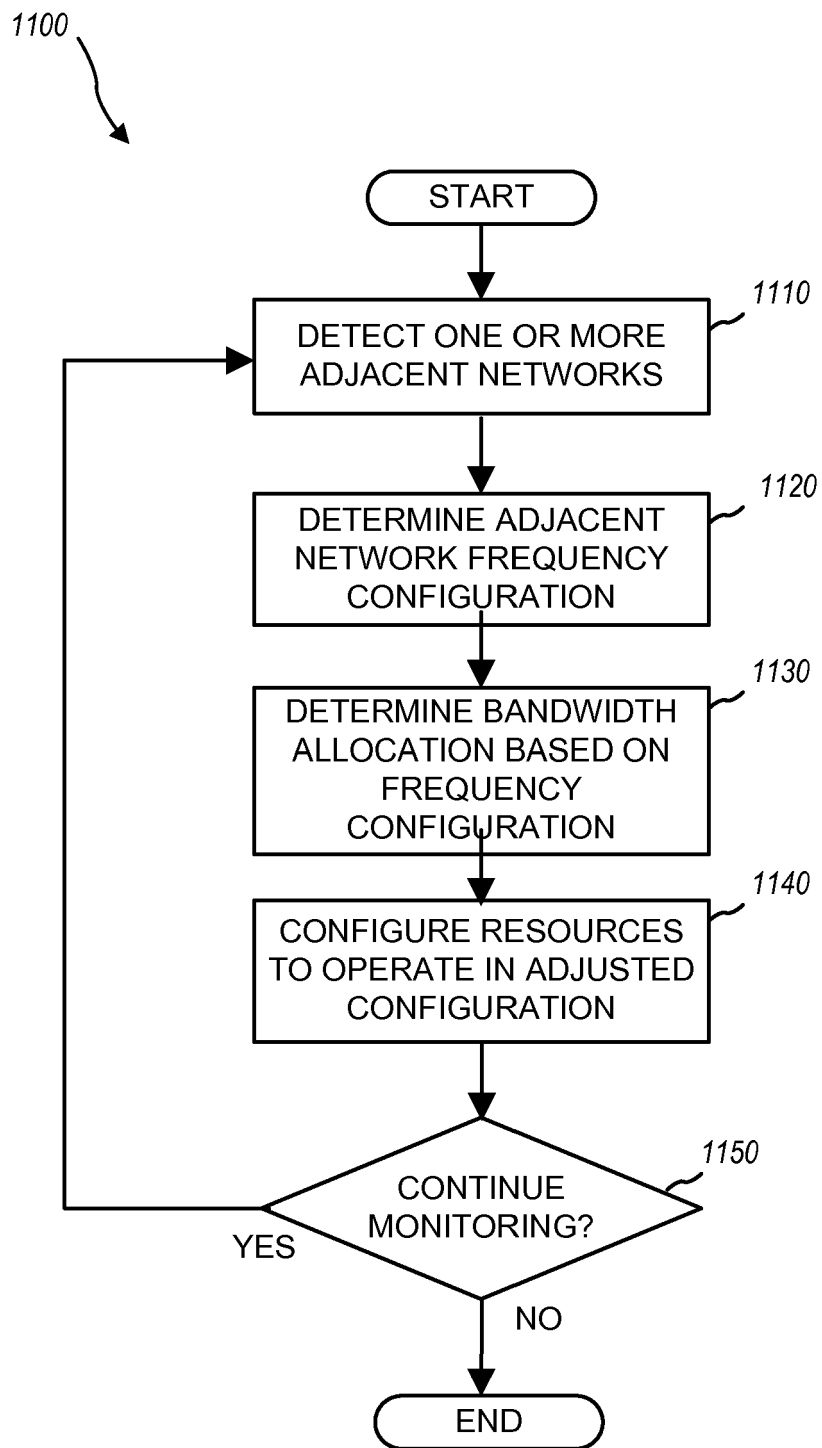 1100
START
1110
DETECT ONE OR MORE
ADJACENT NETWORKS
1120
DETERMINE ADJACENT
NETWORK FREQUENCY
CONFIGURATION
1130
DETERMINE BANDWIDTH
ALLOCATION BASED ON
FREQUENCY
CONFIGURATION
1140
CONFIGURE RESOURCES
TO OPERATE IN ADJUSTED
CONFIGURATION
1150
CONTINUE
MONITORING?
YES
NO
END